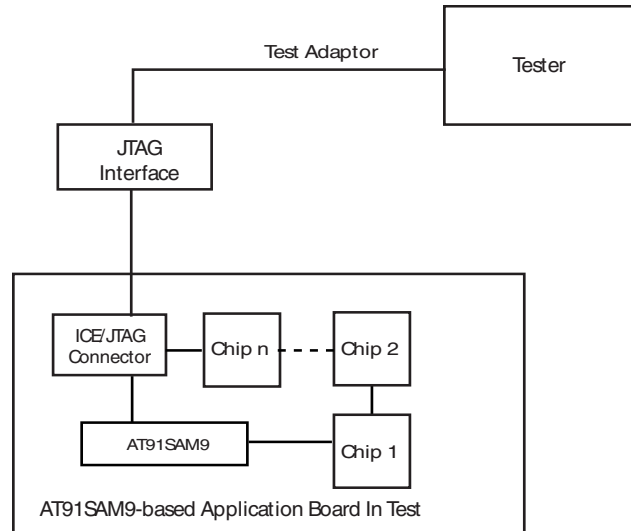 Test Adaptor
Tester
JTAG
Interface
ICE/JTAG
Connector
Chip n
Chip 2
AT91SAM9
Chip 1
AT91SAM9-based Application Board In Test